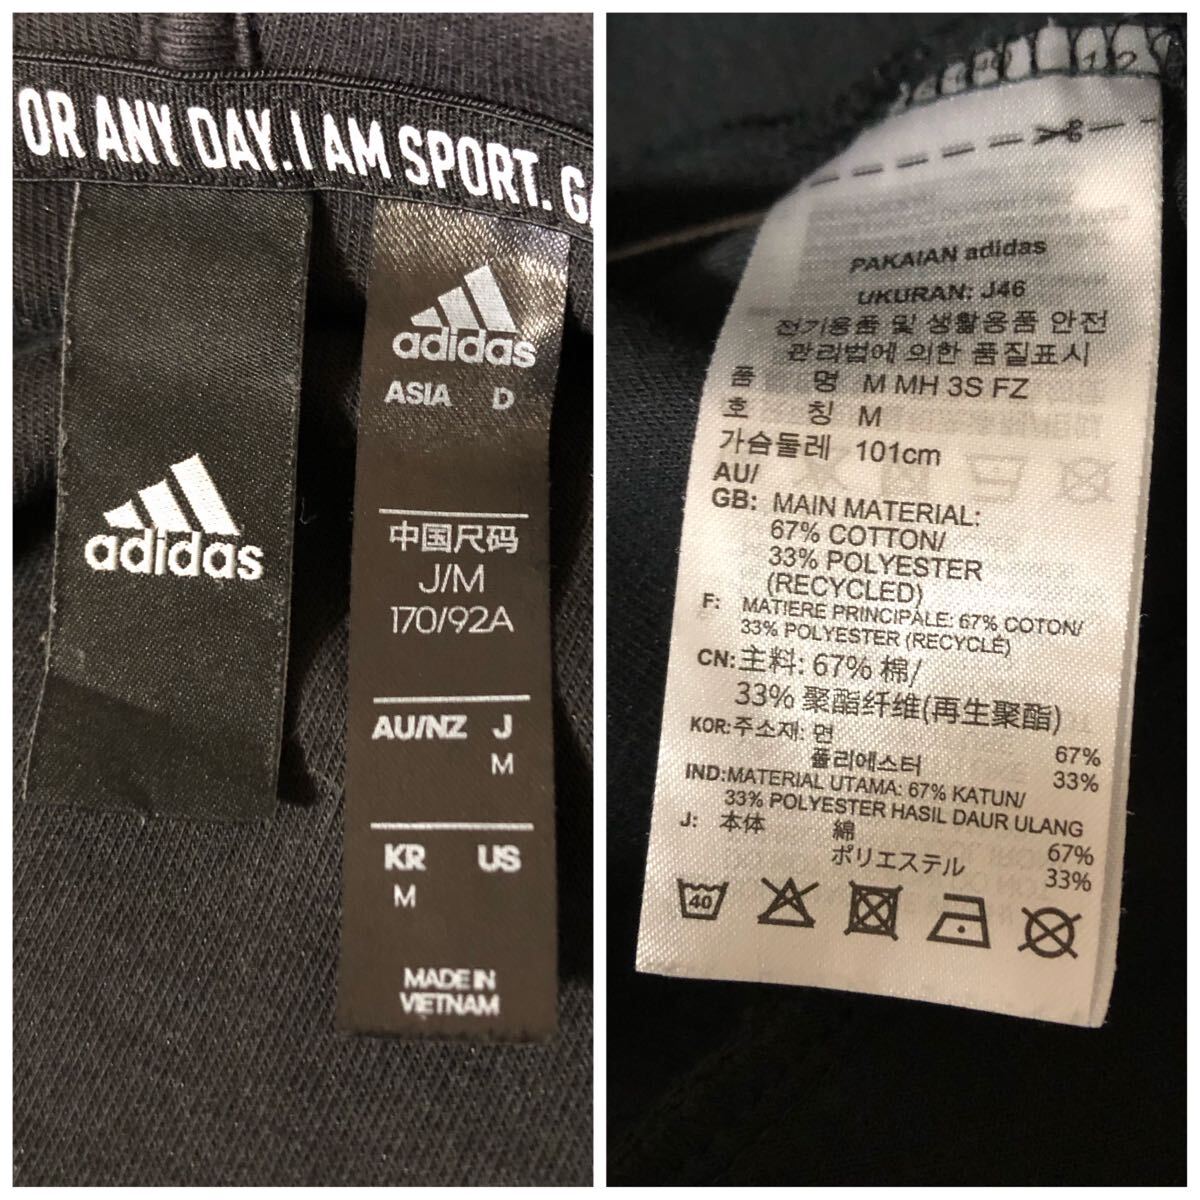 OR ANY DAY. I AM SPORT. GA
adidas
adidas
ASIA D
中国尺码
J/M
170/92A
AU/NZ J
M
KR US
M
MADE IN
VIETNAM
PAKAIAN adidas
UKURAN: J46
전기용품 및 생활용품 안전
관리법에 의한 품질표시
품 명 M MH 3S FZ
호 칭 M
가슴둘레 101cm
AU/
GB: MAIN MATERIAL:
67% COTTON/
33% POLYESTER
(RECYCLED)
F: MATIERE PRINCIPALE: 67% COTON/
33% POLYESTER (RECYCLÉ)
CN: 主料: 67% 棉/
33% 聚酯纤维(再生聚酯)
KOR: 주소재: 면 67%
폴리에스터 33%
IND: MATERIAL UTAMA: 67% KATUN/
33% POLYESTER HASIL DAUR ULANG
J: 本体 綿 67%
ポリエステル 33%
40